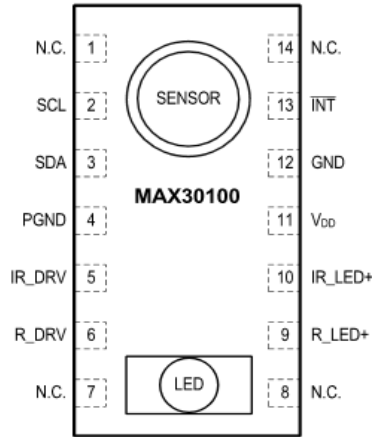 N.C. 1 14 N.C.
SENSOR
SCL 2 13 INT
SDA 3 12 GND
MAX30100
PGND 4 11 VDD
IR_DRV 5 10 IR_LED+
R_DRV 6 9 R_LED+
LED
N.C. 7 8 N.C.